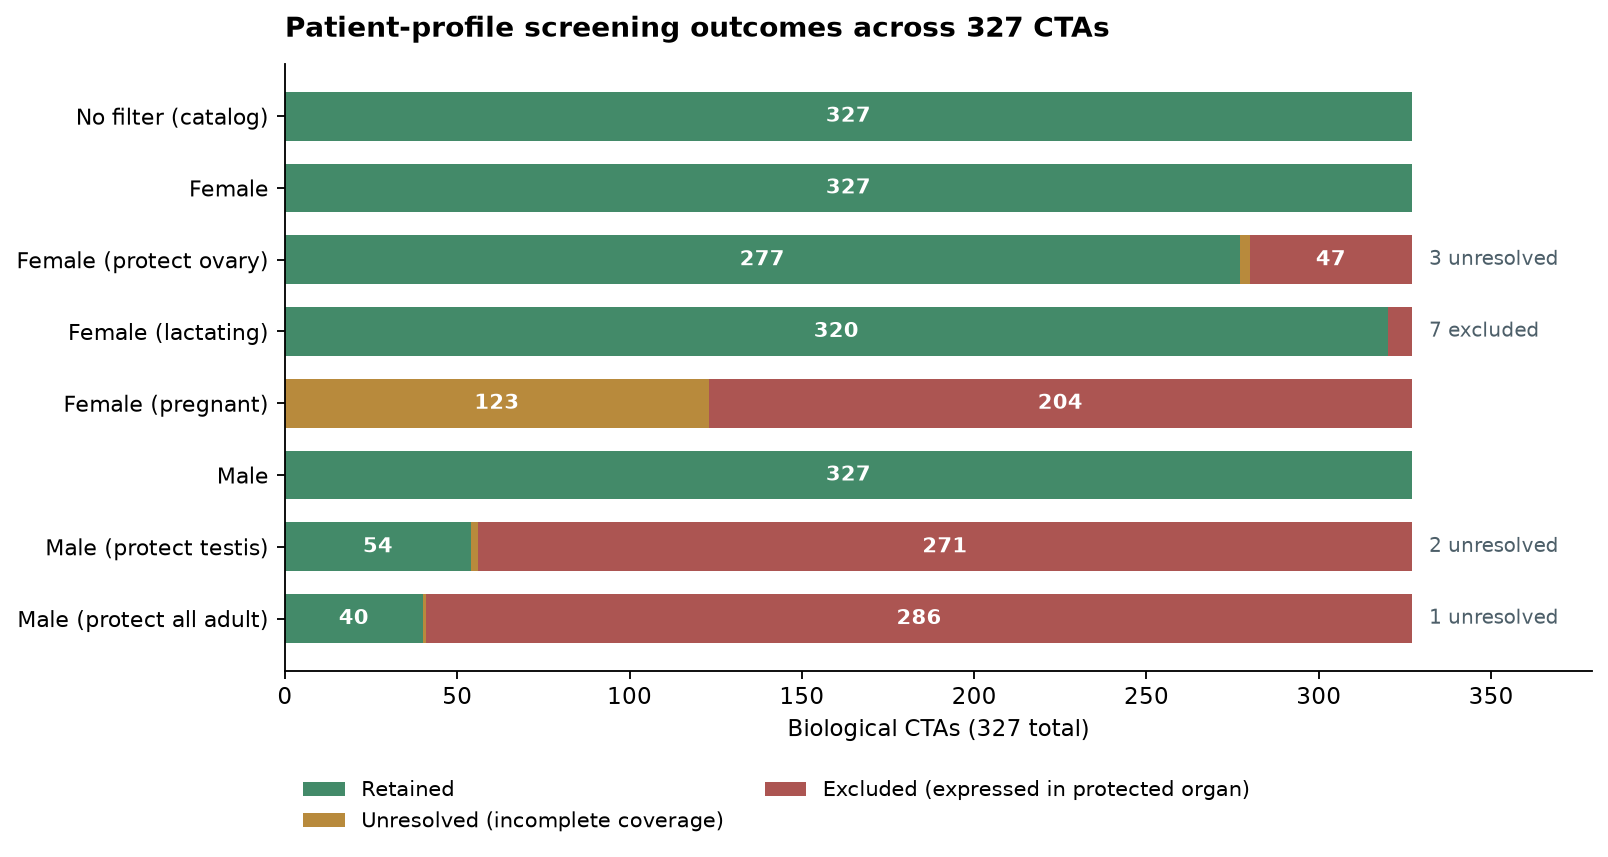 Patient-profile screening outcomes across 327 CTAs
No filter (catalog) 327
Female 327
Female (protect ovary) 277 47 3 unresolved
Female (lactating) 320 7 excluded
Female (pregnant) 123 204
Male 327
Male (protect testis) 54 271 2 unresolved
Male (protect all adult) 40 286 1 unresolved
0 50 100 150 200 250 300 350
Biological CTAs (327 total)
Retained Excluded (expressed in protected organ)
Unresolved (incomplete coverage)